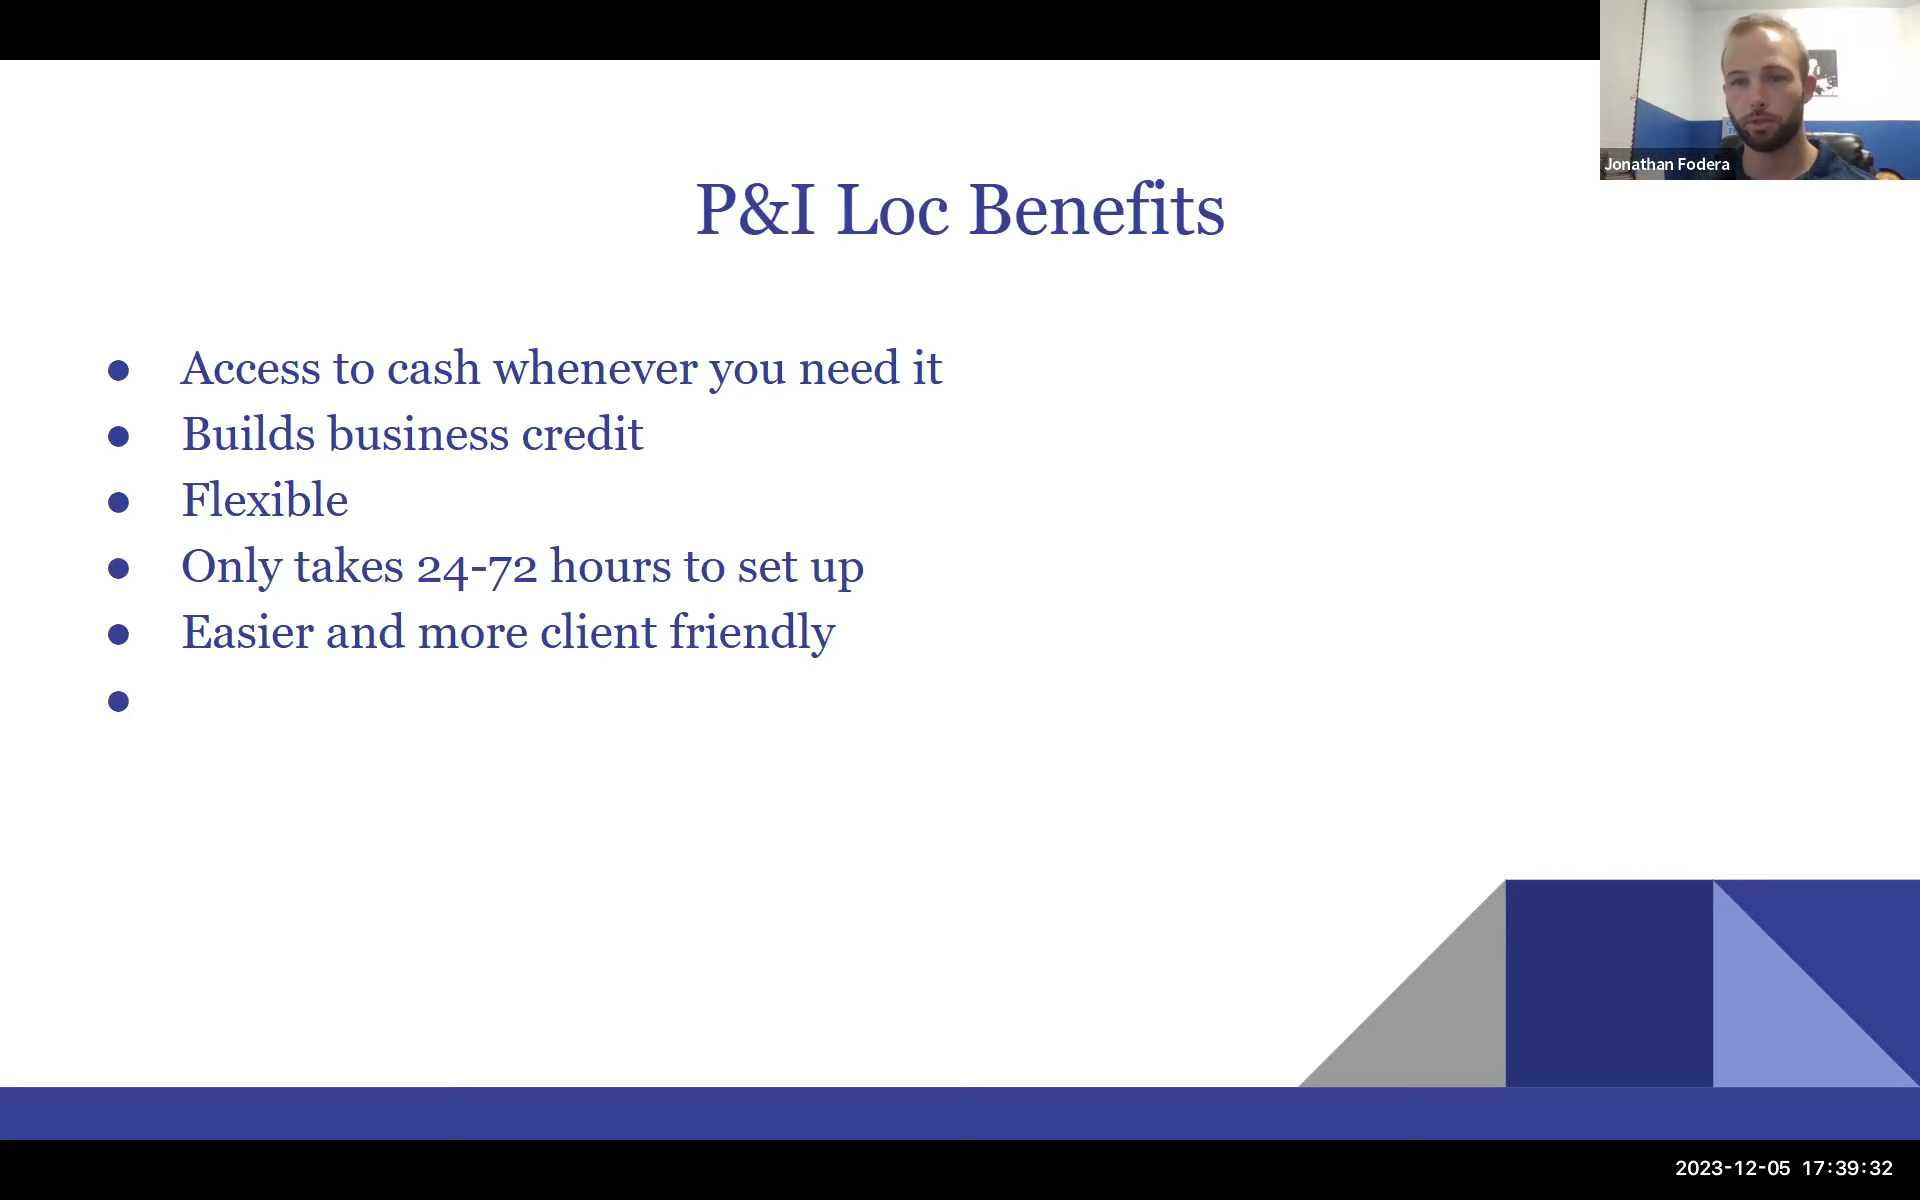 Jonathan Fodera
P&I Loc Benefits
● Access to cash whenever you need it
● Builds business credit
● Flexible
● Only takes 24-72 hours to set up
● Easier and more client friendly
●
2023-12-05 17:39:32